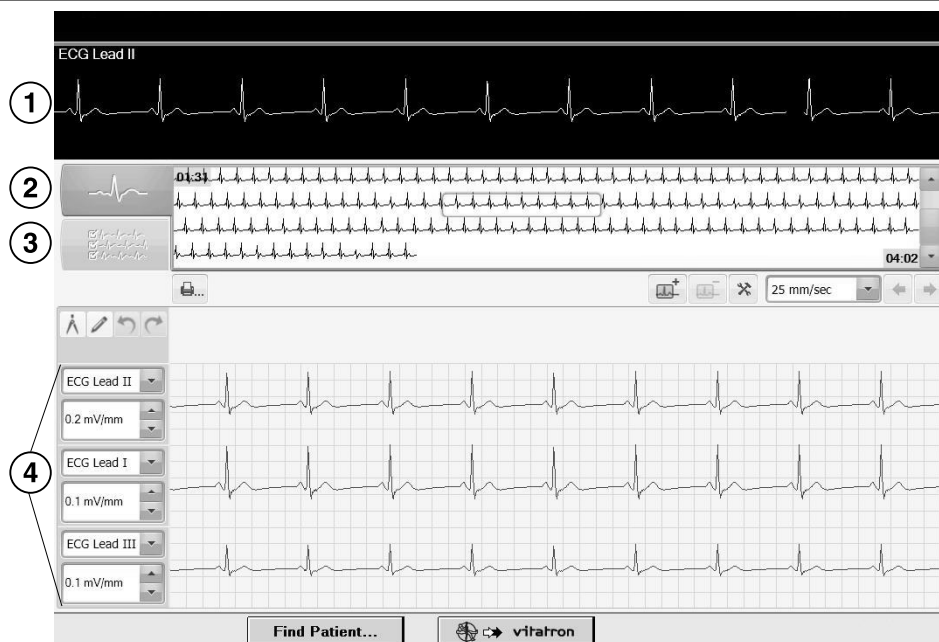 ECG Lead II
1
2
01:31
3
04:02
...
25 mm/sec
ECG Lead II
0.2 mV/mm
ECG Lead I
4
0.1 mV/mm
ECG Lead III
0.1 mV/mm
Find Patient...
vitatron